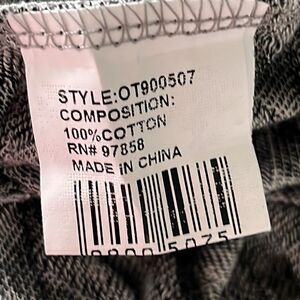 STYLE:OT900507
COMPOSITION:
100%COTTON
RN# 97858
MADE IN CHINA